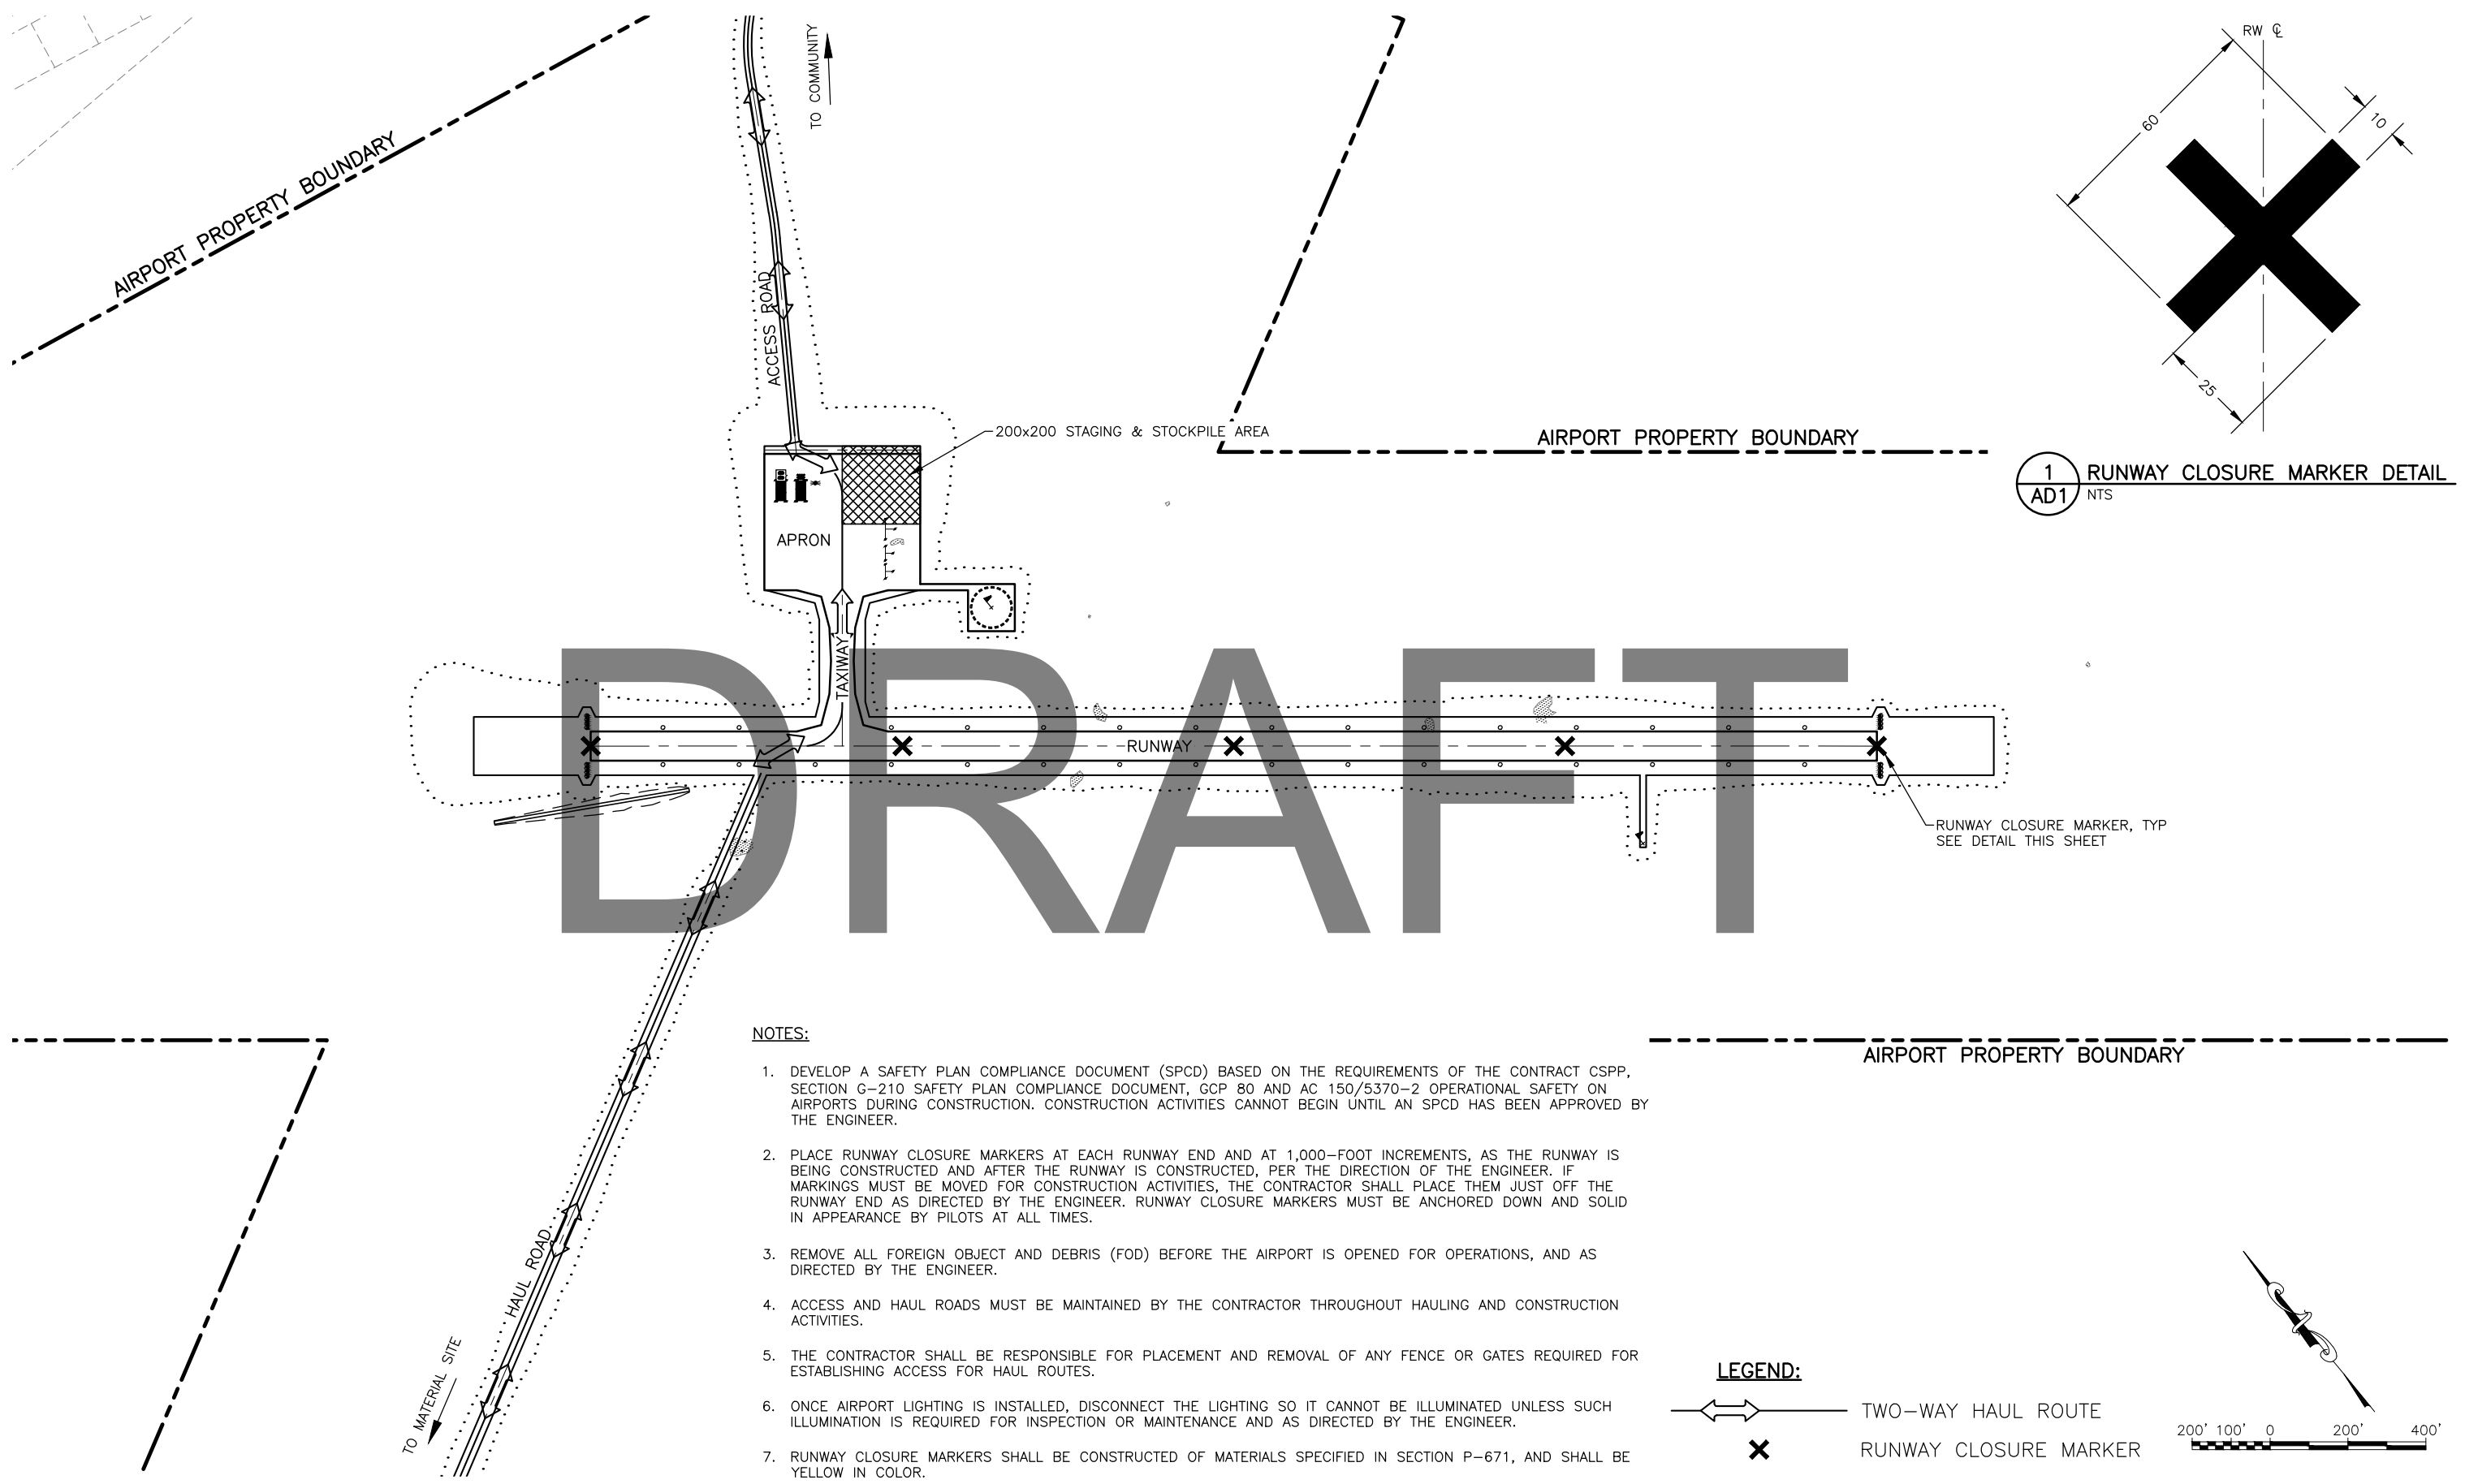 RW ℄
TO COMMUNITY
60
10
25
AIRPORT PROPERTY BOUNDARY
ACCESS ROAD
200x200 STAGING & STOCKPILE AREA
AIRPORT PROPERTY BOUNDARY
1
AD1
RUNWAY CLOSURE MARKER DETAIL
NTS
APRON
TAXIWAY
RUNWAY
DRAFT
RUNWAY CLOSURE MARKER, TYP
SEE DETAIL THIS SHEET
AIRPORT PROPERTY BOUNDARY
HAUL ROAD
TO MATERIAL SITE
NOTES:
1. DEVELOP A SAFETY PLAN COMPLIANCE DOCUMENT (SPCD) BASED ON THE REQUIREMENTS OF THE CONTRACT CSPP,
SECTION G-210 SAFETY PLAN COMPLIANCE DOCUMENT, GCP 80 AND AC 150/5370-2 OPERATIONAL SAFETY ON
AIRPORTS DURING CONSTRUCTION. CONSTRUCTION ACTIVITIES CANNOT BEGIN UNTIL AN SPCD HAS BEEN APPROVED BY
THE ENGINEER.
2. PLACE RUNWAY CLOSURE MARKERS AT EACH RUNWAY END AND AT 1,000-FOOT INCREMENTS, AS THE RUNWAY IS
BEING CONSTRUCTED AND AFTER THE RUNWAY IS CONSTRUCTED, PER THE DIRECTION OF THE ENGINEER. IF
MARKINGS MUST BE MOVED FOR CONSTRUCTION ACTIVITIES, THE CONTRACTOR SHALL PLACE THEM JUST OFF THE
RUNWAY END AS DIRECTED BY THE ENGINEER. RUNWAY CLOSURE MARKERS MUST BE ANCHORED DOWN AND SOLID
IN APPEARANCE BY PILOTS AT ALL TIMES.
3. REMOVE ALL FOREIGN OBJECT AND DEBRIS (FOD) BEFORE THE AIRPORT IS OPENED FOR OPERATIONS, AND AS
DIRECTED BY THE ENGINEER.
4. ACCESS AND HAUL ROADS MUST BE MAINTAINED BY THE CONTRACTOR THROUGHOUT HAULING AND CONSTRUCTION
ACTIVITIES.
5. THE CONTRACTOR SHALL BE RESPONSIBLE FOR PLACEMENT AND REMOVAL OF ANY FENCE OR GATES REQUIRED FOR
ESTABLISHING ACCESS FOR HAUL ROUTES.
6. ONCE AIRPORT LIGHTING IS INSTALLED, DISCONNECT THE LIGHTING SO IT CANNOT BE ILLUMINATED UNLESS SUCH
ILLUMINATION IS REQUIRED FOR INSPECTION OR MAINTENANCE AND AS DIRECTED BY THE ENGINEER.
7. RUNWAY CLOSURE MARKERS SHALL BE CONSTRUCTED OF MATERIALS SPECIFIED IN SECTION P-671, AND SHALL BE
YELLOW IN COLOR.
LEGEND:
TWO-WAY HAUL ROUTE
RUNWAY CLOSURE MARKER
200' 100' 0 200' 400'